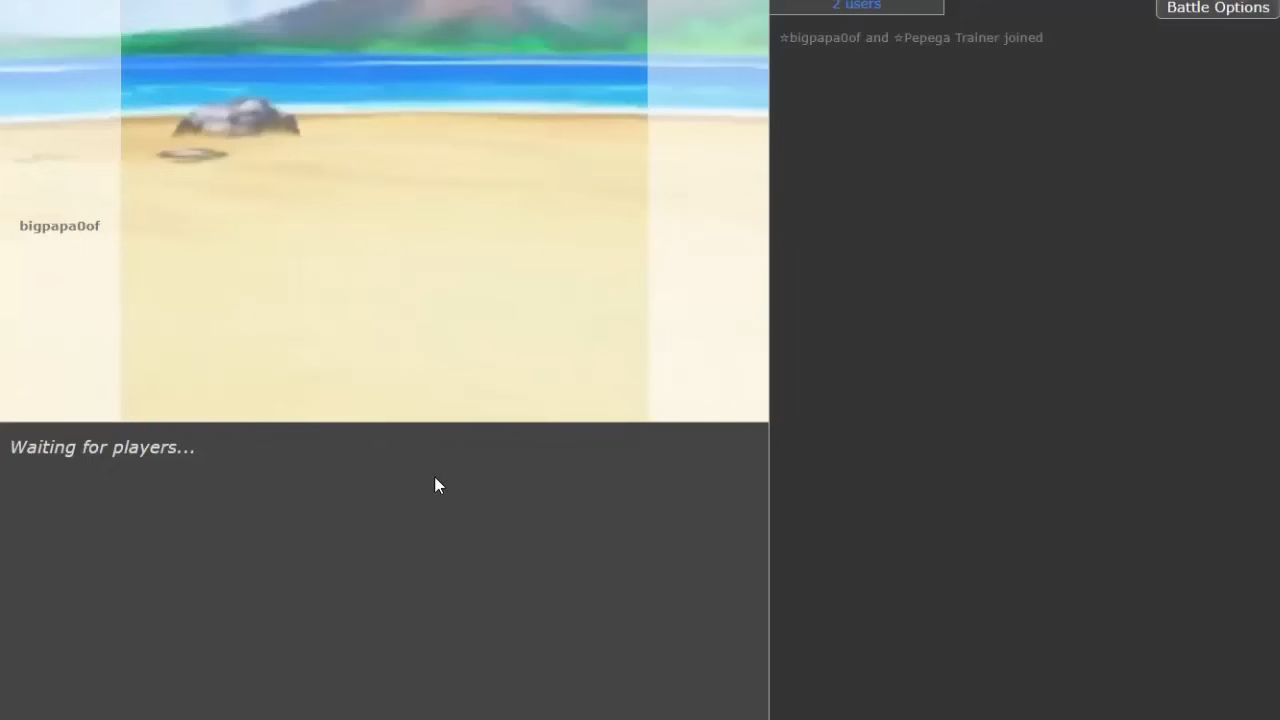 2 users
Battle Options
☆bigpapa0of and ☆Pepega Trainer joined
bigpapa0of
Waiting for players...